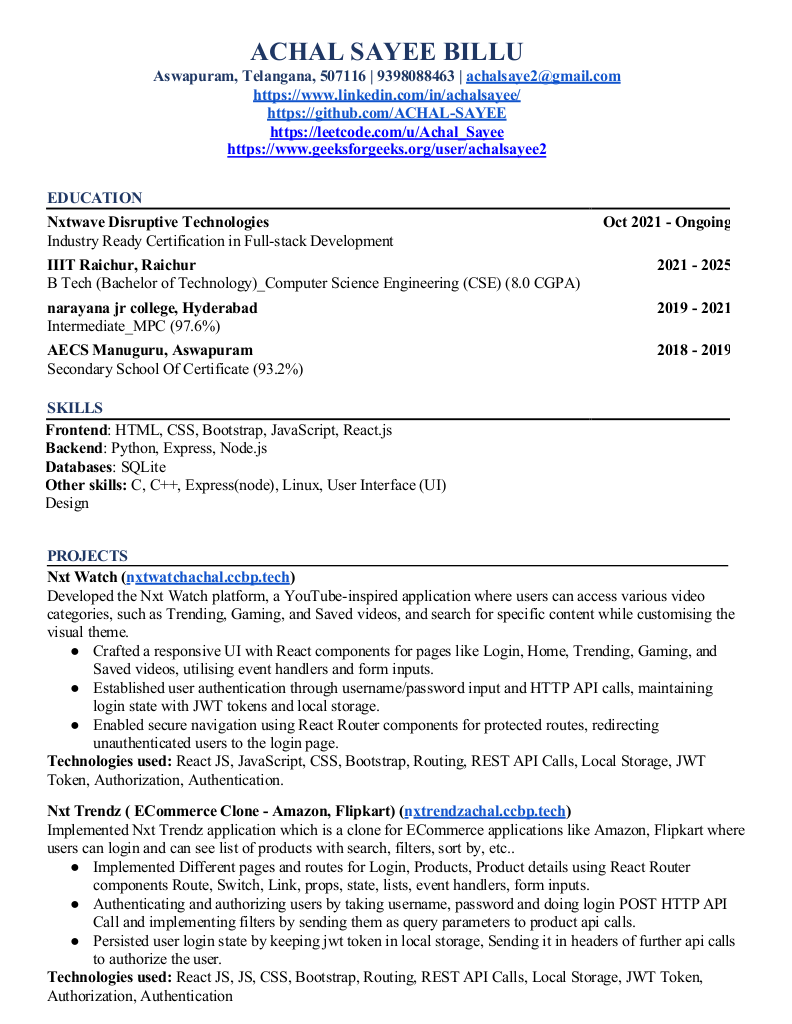 ACHAL SAYEE BILLU
Aswapuram, Telangana, 507116 | 9398088463 | achalsaye2@gmail.com
https://www.linkedin.com/in/achalsayee/
https://github.com/ACHAL-SAYEE
https://leetcode.com/u/Achal_Sayee
https://www.geeksforgeeks.org/user/achalsayee2
EDUCATION
Nxtwave Disruptive Technologies Oct 2021 - Ongoing
Industry Ready Certification in Full-stack Development
IIIT Raichur, Raichur 2021 - 2025
B Tech (Bachelor of Technology)_Computer Science Engineering (CSE) (8.0 CGPA)
narayana jr college, Hyderabad 2019 - 2021
Intermediate_MPC (97.6%)
AECS Manuguru, Aswapuram 2018 - 2019
Secondary School Of Certificate (93.2%)
SKILLS
Frontend: HTML, CSS, Bootstrap, JavaScript, React.js
Backend: Python, Express, Node.js
Databases: SQLite
Other skills: C, C++, Express(node), Linux, User Interface (UI)
Design
PROJECTS
Nxt Watch (nxtwatchachal.ccbp.tech)
Developed the Nxt Watch platform, a YouTube-inspired application where users can access various video
categories, such as Trending, Gaming, and Saved videos, and search for specific content while customising the
visual theme.
● Crafted a responsive UI with React components for pages like Login, Home, Trending, Gaming, and
Saved videos, utilising event handlers and form inputs.
● Established user authentication through username/password input and HTTP API calls, maintaining
login state with JWT tokens and local storage.
● Enabled secure navigation using React Router components for protected routes, redirecting
unauthenticated users to the login page.
Technologies used: React JS, JavaScript, CSS, Bootstrap, Routing, REST API Calls, Local Storage, JWT
Token, Authorization, Authentication.
Nxt Trendz ( ECommerce Clone - Amazon, Flipkart) (nxtrendzachal.ccbp.tech)
Implemented Nxt Trendz application which is a clone for ECommerce applications like Amazon, Flipkart where
users can login and can see list of products with search, filters, sort by, etc..
● Implemented Different pages and routes for Login, Products, Product details using React Router
components Route, Switch, Link, props, state, lists, event handlers, form inputs.
● Authenticating and authorizing users by taking username, password and doing login POST HTTP API
Call and implementing filters by sending them as query parameters to product api calls.
● Persisted user login state by keeping jwt token in local storage, Sending it in headers of further api calls
to authorize the user.
Technologies used: React JS, JS, CSS, Bootstrap, Routing, REST API Calls, Local Storage, JWT Token,
Authorization, Authentication